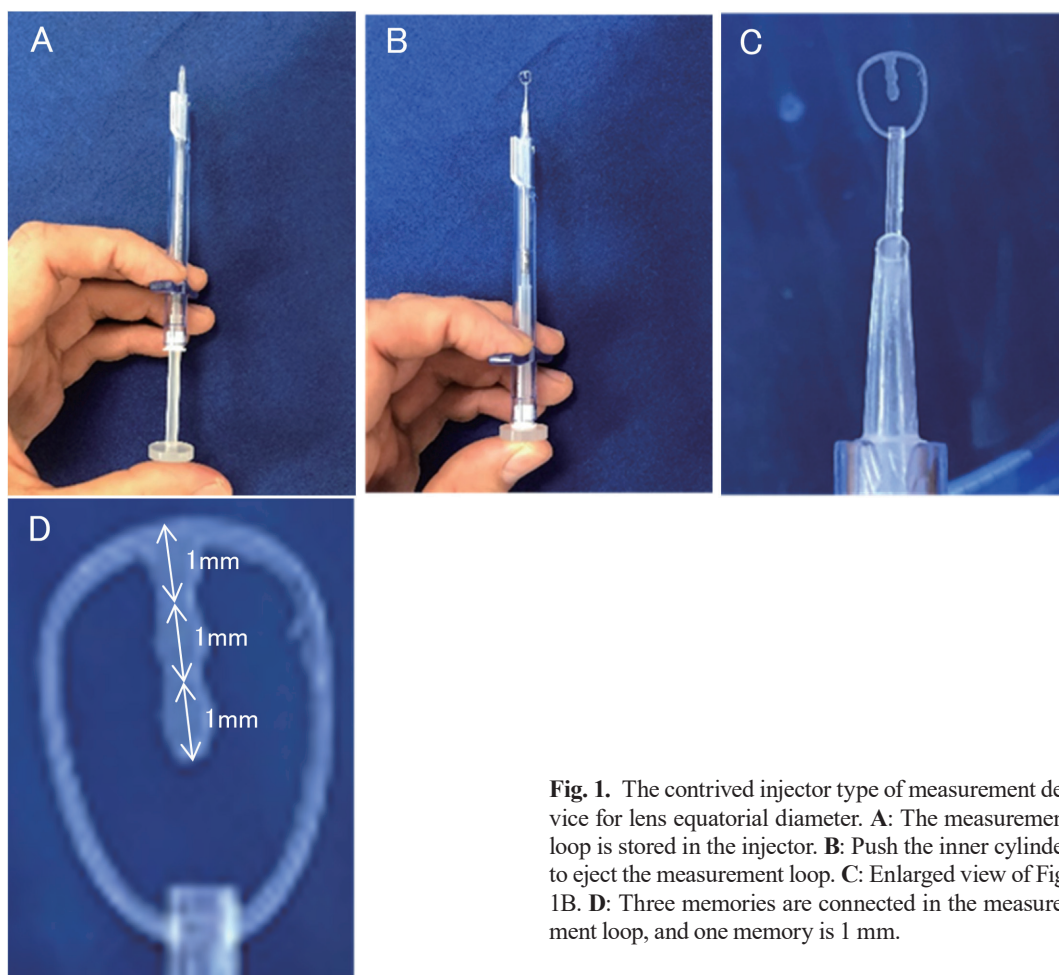 A
B
C
D
1mm
1mm
1mm
Fig. 1. The contrived injector type of measurement de-
vice for lens equatorial diameter. A: The measuremen
loop is stored in the injector. B: Push the inner cylinde
to eject the measurement loop. C: Enlarged view of Fig
1B. D: Three memories are connected in the measure-
ment loop, and one memory is 1 mm.